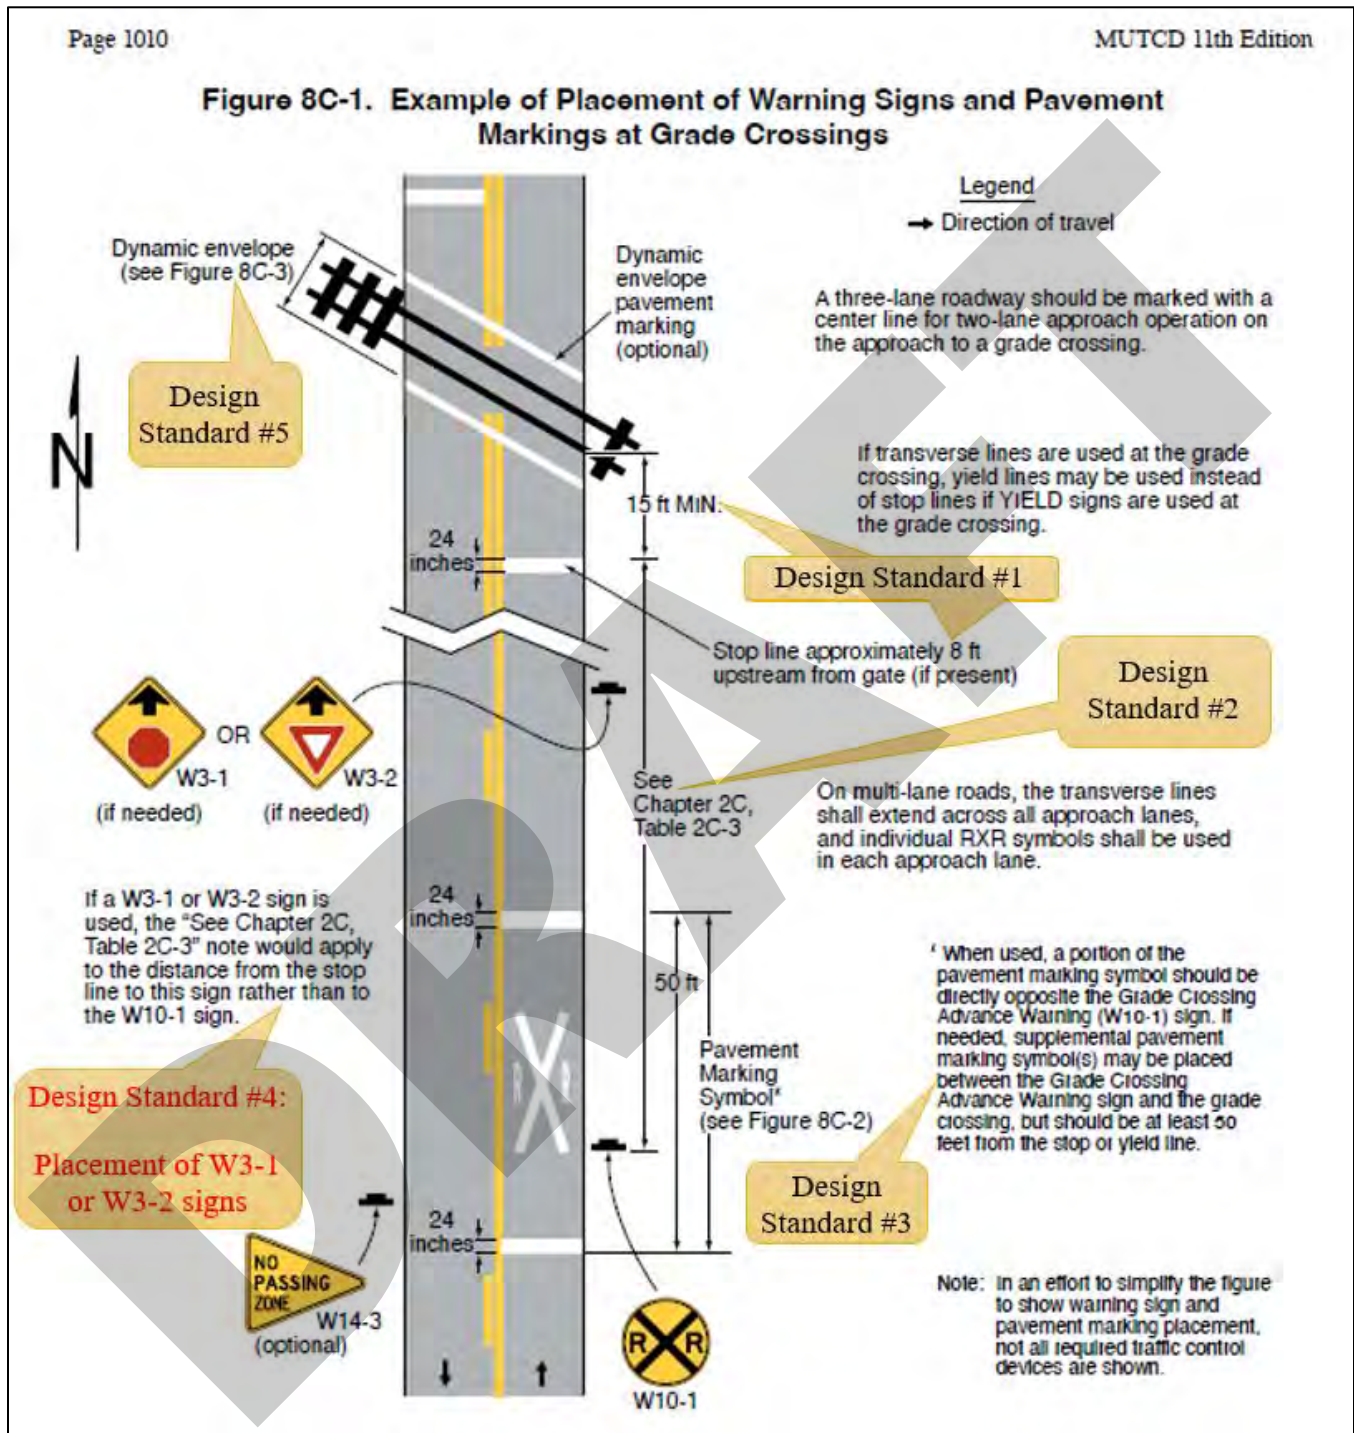 Page 1010
MUTCD 11th Edition
Figure 8C-1. Example of Placement of Warning Signs and Pavement
Markings at Grade Crossings
Legend
Direction of travel
Dynamic envelope
(see Figure 8C-3)
Dynamic
envelope
pavement
marking
(optional)
A three-lane roadway should be marked with a
center line for two-lane approach operation on
the approach to a grade crossing.
Design
Standard #5
N
If transverse lines are used at the grade
crossing, yield lines may be used instead
of stop lines if YIELD signs are used at
the grade crossing.
15 ft MIN.
24
inches
Design Standard #1
Stop line approximately 8 ft
upstream from gate (if present)
Design
Standard #2
OR
W3-1
W3-2
(if needed)
(if needed)
See
Chapter 2C,
Table 2C-3
On multi-lane roads, the transverse lines
shall extend across all approach lanes,
and individual RXR symbols shall be used
in each approach lane.
If a W3-1 or W3-2 sign is
used, the "See Chapter 2C,
Table 2C-3" note would apply
to the distance from the stop
line to this sign rather than to
the W10-1 sign.
24
inches
50 ft
Pavement
Marking
Symbol*
(see Figure 8C-2)
* When used, a portion of the
pavement marking symbol should be
directly opposite the Grade Crossing
Advance Warning (W10-1) sign. If
needed, supplemental pavement
marking symbol(s) may be placed
between the Grade Crossing
Advance Warning sign and the grade
crossing, but should be at least 50
feet from the stop or yield line.
Design Standard #4:
Placement of W3-1
or W3-2 signs
R R
Design
Standard #3
24
inches
NO
PASSING
ZONE
W14-3
(optional)
R R
W10-1
Note: In an effort to simplify the figure
to show warning sign and
pavement marking placement,
not all required traffic control
devices are shown.
DRAFT